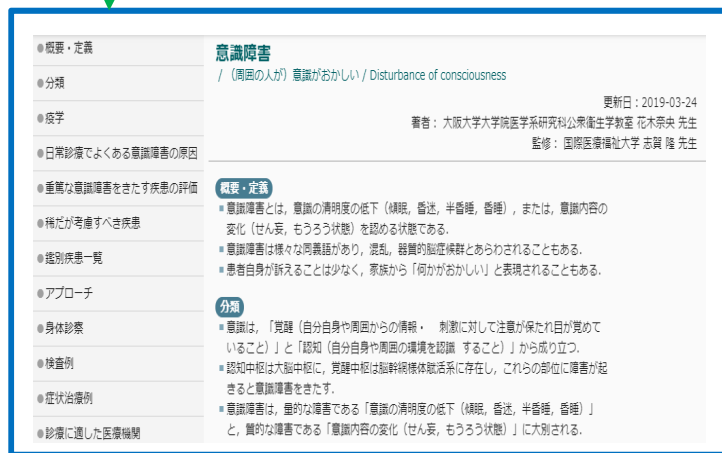 ●概要・定義
●分類
●疫学
●日常診療でよくある意識障害の原因
●重篤な意識障害をきたす疾患の評価
●稀だが考慮すべき疾患
●鑑別疾患一覧
●アプローチ
●身体診察
●検査例
●症状治療例
●診療に適した医療機関
意識障害
/ （周囲の人が）意識がおかしい / Disturbance of consciousness
更新日：2019-03-24
著者： 大阪大学大学院医学系研究科公衆衛生学教室 花木奈央 先生
監修： 国際医療福祉大学 志賀 隆 先生
概要・定義
■意識障害とは，意識の清明度の低下（傾眠，昏迷，半昏睡，昏睡），または，意識内容の
変化（せん妄，もうろう状態）を認める状態である．
■意識障害は様々な同義語があり，混乱，器質的脳症候群とあらわされることもある．
■患者自身が訴えることは少なく，家族から「何かがおかしい」と表現されることもある．
分類
■意識は，「覚醒（自分自身や周囲からの情報・　刺激に対して注意が保たれ目が覚めて
いること）」と「認知（自分自身や周囲の環境を認識 すること）」から成り立つ．
■認知中枢は大脳中枢に，覚醒中枢は脳幹網様体賦活系に存在し，これらの部位に障害が起
きると意識障害をきたす．
■意識障害は，量的な障害である「意識の清明度の低下（傾眠，昏迷，半昏睡，昏睡）」
と，質的な障害である「意識内容の変化（せん妄，もうろう状態）」に大別される．